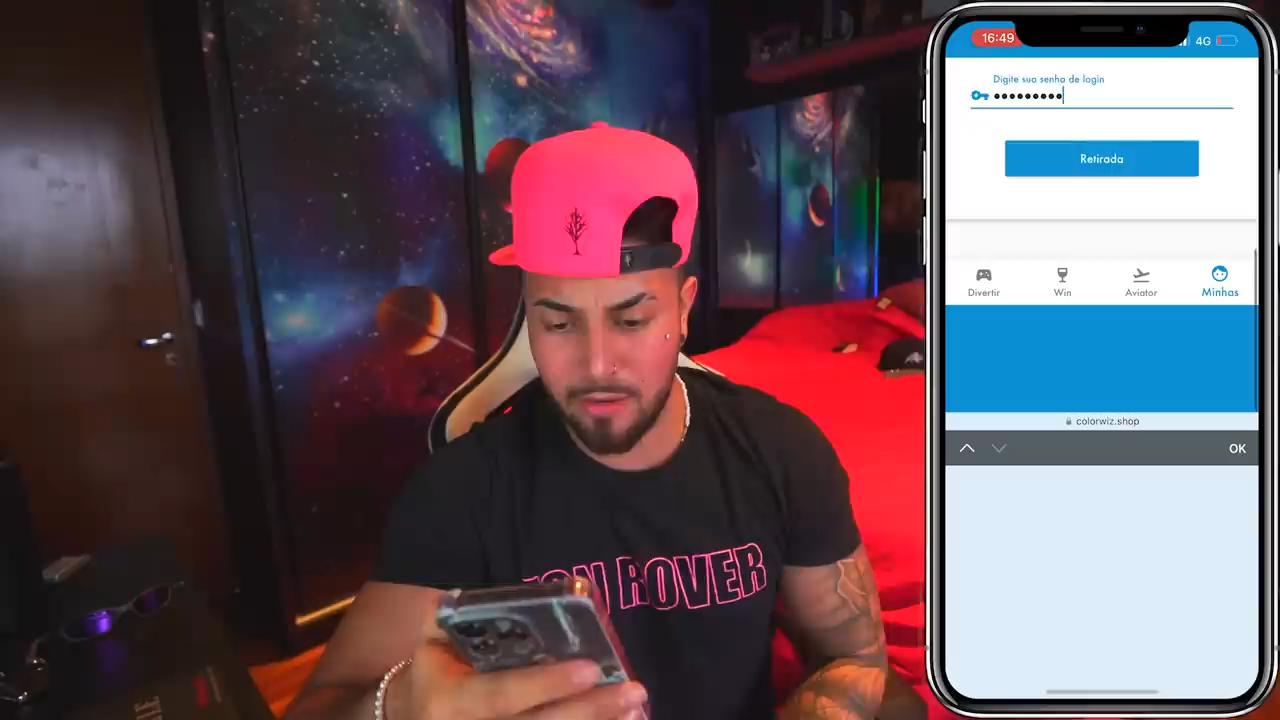 16:49
4G
Digite sua senha de login
•••••••••
Retirada
Divertir
Win
Aviator
Minhas
colorwiz.shop
OK
ROVER